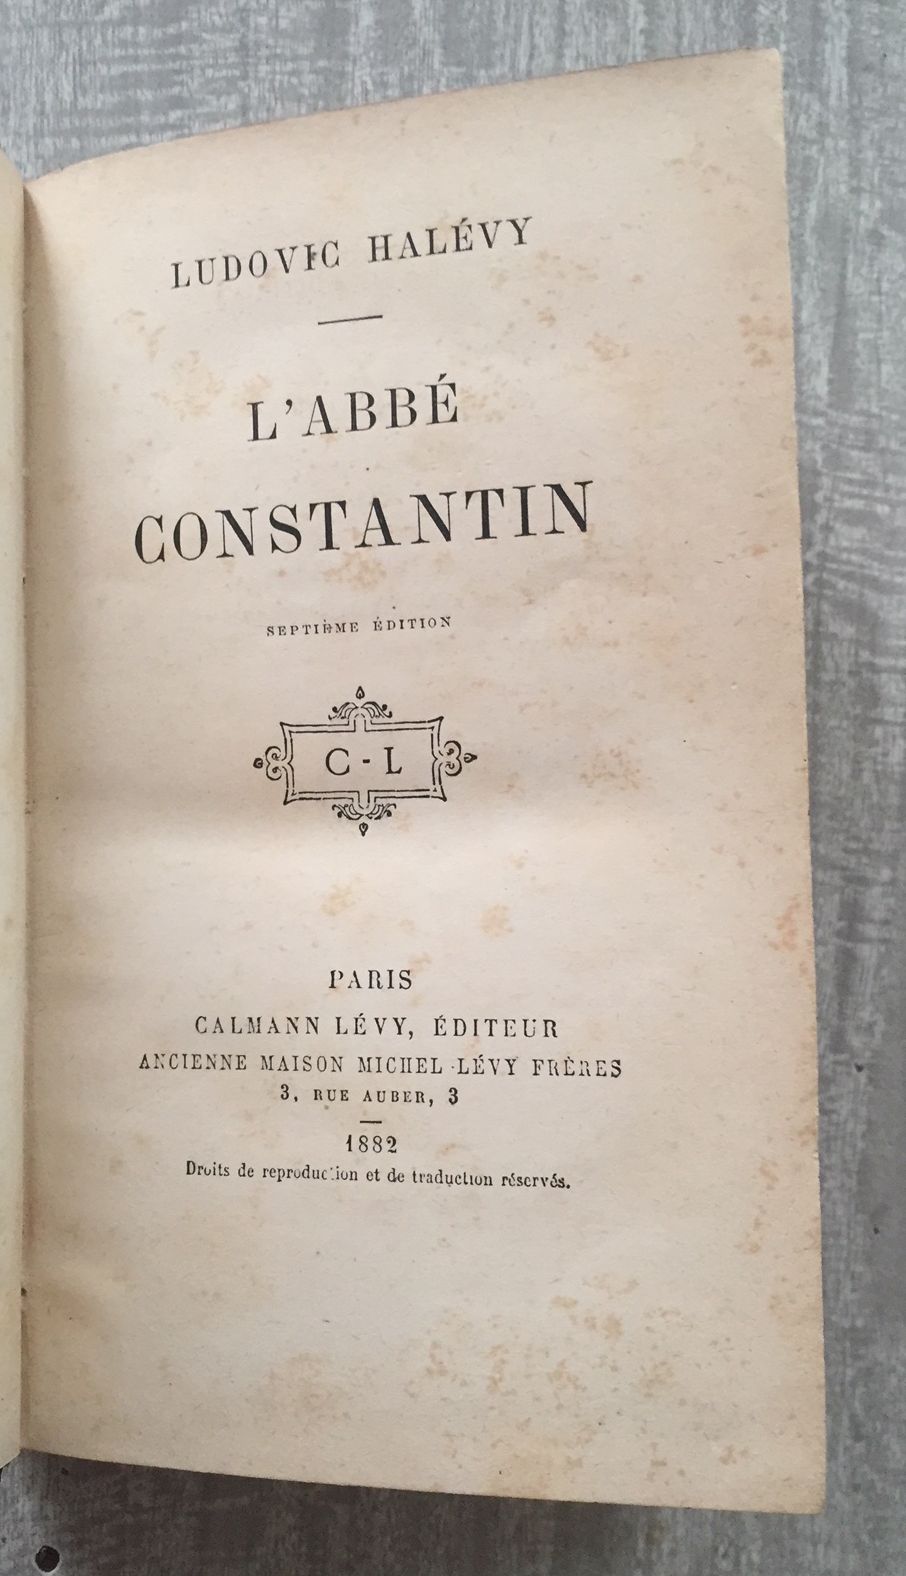 LUDOVIC HALÉVY
L'ABBÉ
CONSTANTIN
SEPTIÈME ÉDITION
C-L
PARIS
CALMANN LÉVY, ÉDITEUR
ANCIENNE MAISON MICHEL LÉVY FRÈRES
3, RUE AUBER, 3
1882
Droits de reproduction et de traduction réservés.